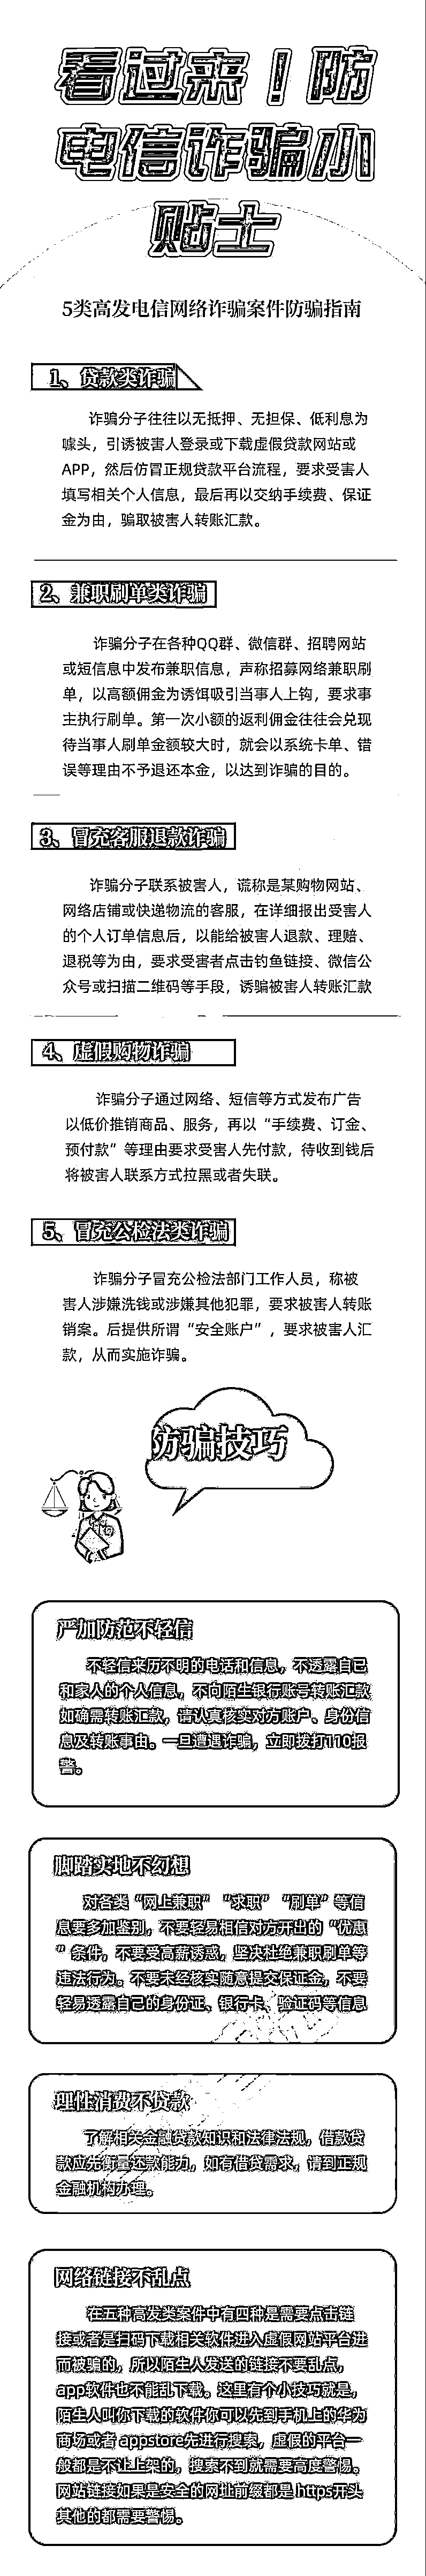 看过来！防
电信诈骗小
贴士
5类高发电信网络诈骗案件防骗指南
1、贷款类诈骗
诈骗分子往往以无抵押、无担保、低利息为
噱头，引诱被害人登录或下载虚假贷款网站或
APP，然后仿冒正规贷款平台流程，要求受害人
填写相关个人信息，最后再以交纳手续费、保证
金为由，骗取被害人转账汇款。
2、兼职刷单类诈骗
诈骗分子在各种QQ群、微信群、招聘网站
或短信息中发布兼职信息，声称招募网络兼职刷
单，以高额佣金为诱饵吸引当事人上钩，要求事
主执行刷单。第一次小额的返利佣金往往会兑现
待当事人刷单金额较大时，就会以系统卡单、错
误等理由不予退还本金，以达到诈骗的目的。
3、冒充客服退款诈骗
诈骗分子联系被害人，谎称是某购物网站、
网络店铺或快递物流的客服，在详细报出受害人
的个人订单信息后，以能给被害人退款、理赔、
退税等为由，要求受害者点击钓鱼链接、微信公
众号或扫描二维码等手段，诱骗被害人转账汇款
4、虚假购物诈骗
诈骗分子通过网络、短信等方式发布广告
以低价推销商品、服务，再以“手续费、订金、
预付款”等理由要求受害人先付款，待收到钱后
将被害人联系方式拉黑或者失联。
5、冒充公检法类诈骗
诈骗分子冒充公检法部门工作人员，称被
害人涉嫌洗钱或涉嫌其他犯罪，要求被害人转账
销案。后提供所谓“安全账户”，要求被害人汇
款，从而实施诈骗。
防骗技巧
严加防范不轻信
不轻信来历不明的电话和信息，不透露自己
和家人的个人信息，不向陌生银行账号转账汇款
如确需转账汇款，请认真核实对方账户、身份信
息及转账事由。一旦遭遇诈骗，立即拨打110报
警。
脚踏实地不幻想
对各类“网上兼职”“求职”“刷单”等信
息要多加鉴别，不要轻易相信对方开出的“优惠
”条件，不要受高薪诱惑，坚决杜绝兼职刷单等
违法行为。不要未经核实随意提交保证金，不要
轻易透露自己的身份证、银行卡、验证码等信息
理性消费不贷款
了解相关金融贷款知识和法律法规，借款贷
款应先衡量还款能力，如有借贷需求，请到正规
金融机构办理。
网络链接不乱点
在五种高发类案件中有四种是需要点击链
接或者是扫码下载相关软件进入虚假网站平台进
而被骗的，所以陌生人发送的链接不要乱点，
app软件也不能乱下载。这里有个小技巧就是，
陌生人叫你下载的软件你可以先到手机上的华为
商场或者 appstore先进行搜索，虚假的平台一
般都是不让上架的，搜索不到就需要高度警惕。
网站链接如果是安全的网址前缀都是 https开头
其他的都需要警惕。